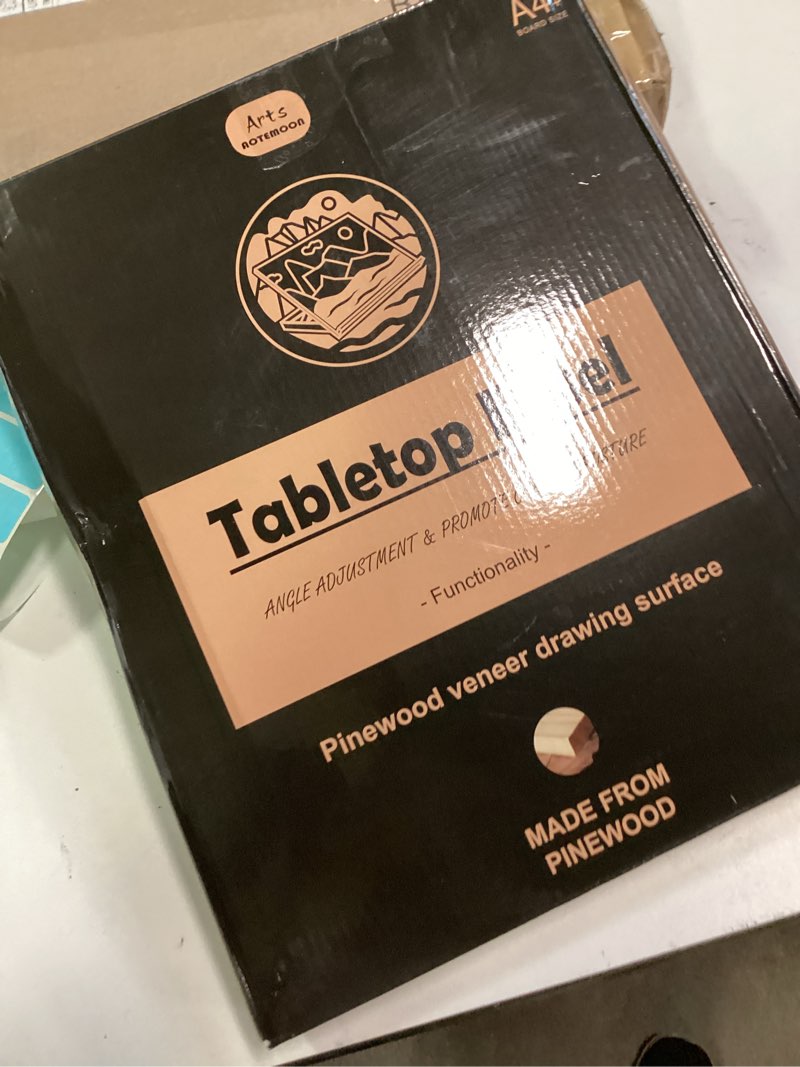 A4+
BOARD SIZE
Arts
AOTEMOON
Tabletop
ANGLE ADJUSTMENT & PROMOTE
- Functionality -
Pinewood veneer drawing surface
MADE FROM
PINEWOOD